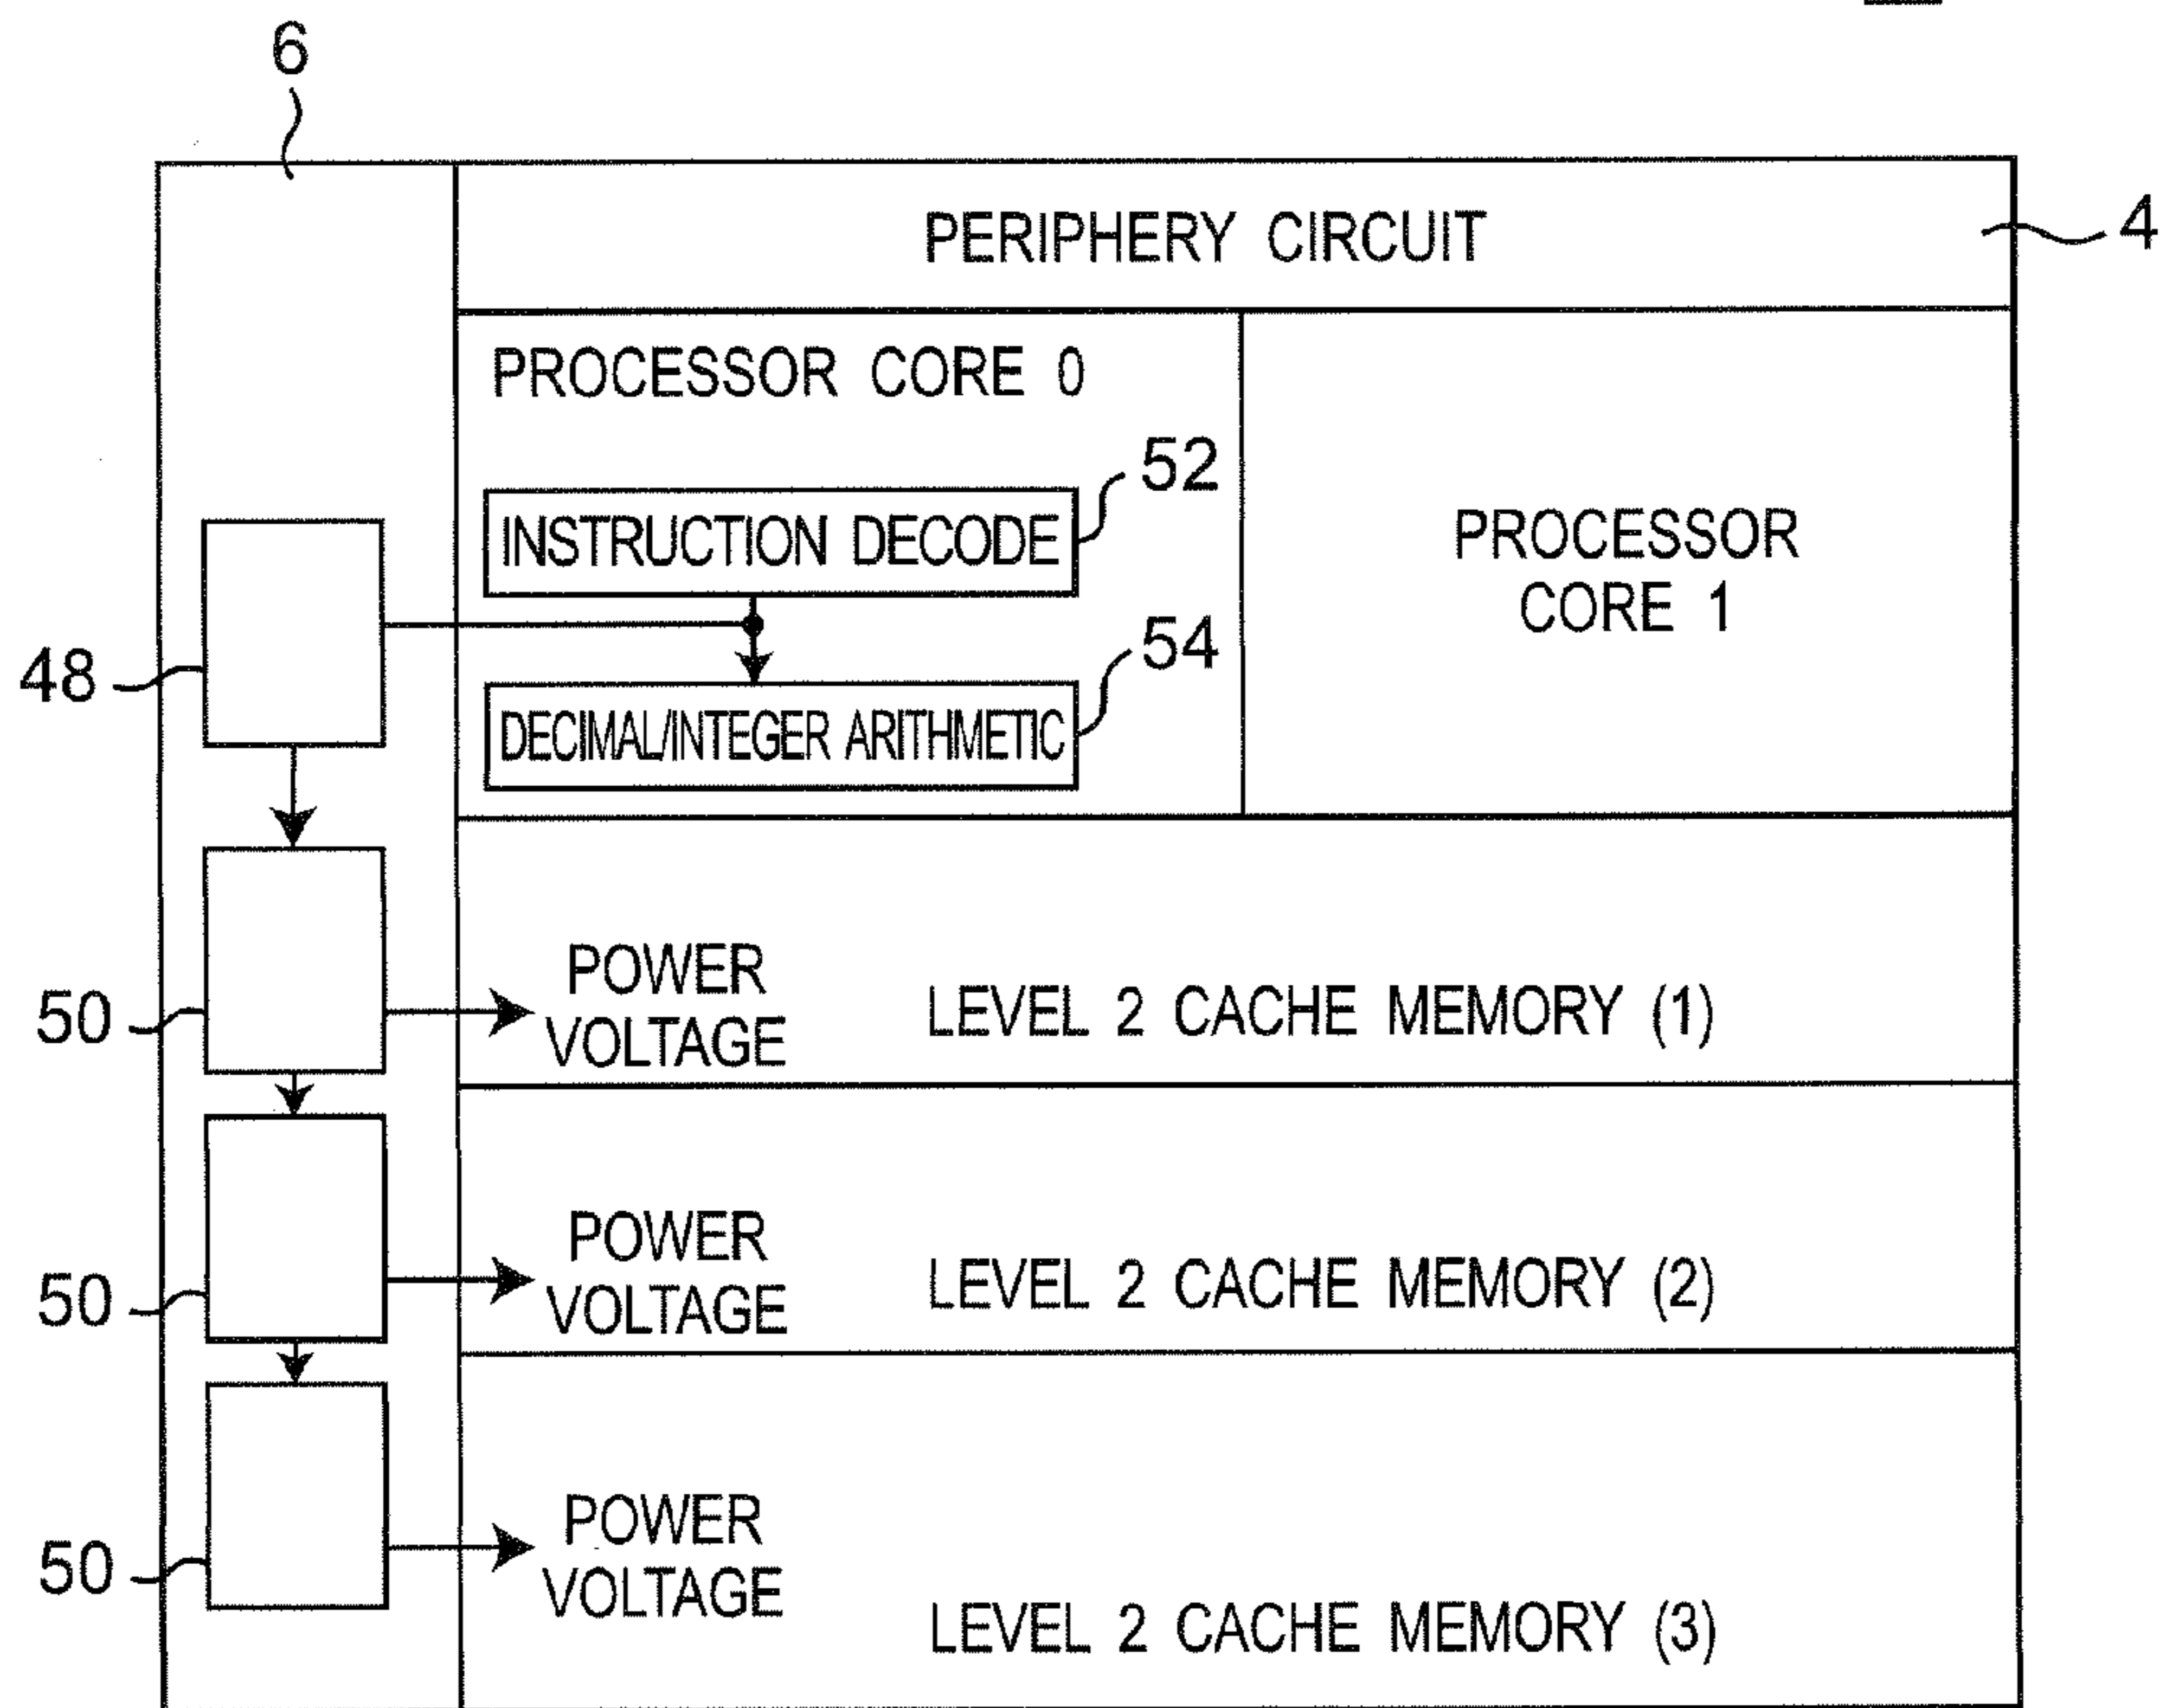 6
PERIPHERY CIRCUIT
4
PROCESSOR CORE 0
52
INSTRUCTION DECODE
PROCESSOR
CORE 1
48
54
DECIMAL/INTEGER ARITHMETIC
POWER
VOLTAGE
50
LEVEL 2 CACHE MEMORY (1)
POWER
VOLTAGE
50
LEVEL 2 CACHE MEMORY (2)
POWER
VOLTAGE
50
LEVEL 2 CACHE MEMORY (3)